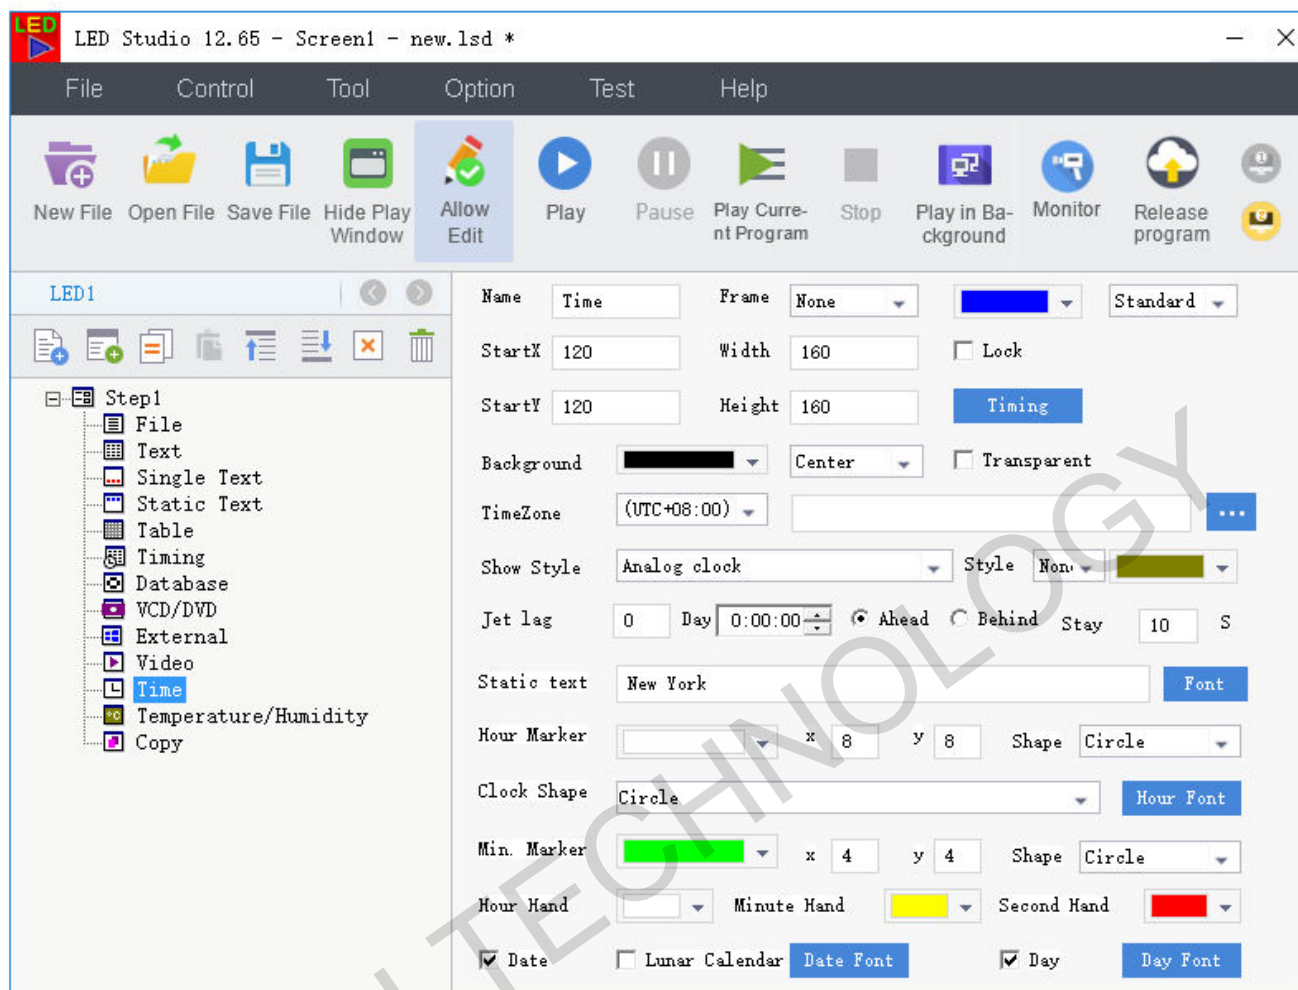 LED
LED Studio 12.65 - Screen1 - new.lsd *
File Control Tool Option Test Help
New File Open File Save File Hide Play Window Allow Edit Play Pause Play Curre-nt Program Stop Play in Ba-ckground Monitor Release program
LED1
Step1
File
Text
Single Text
Static Text
Table
Timing
Database
VCD/DVD
External
Video
Time
Temperature/Humidity
Copy
Name Time Frame None Standard
StartX 120 Width 160 Lock
StartY 120 Height 160 Timing
Background Center Transparent
TimeZone (UTC+08:00) ...
Show Style Analog clock Style Non
Jet lag 0 Day 0:00:00 Ahead Behind Stay 10 S
Static text New York Font
Hour Marker x 8 y 8 Shape Circle
Clock Shape Circle Hour Font
Min. Marker x 4 y 4 Shape Circle
Hour Hand Minute Hand Second Hand
Date Lunar Calendar Date Font Day Day Font
TECHNOLOGY